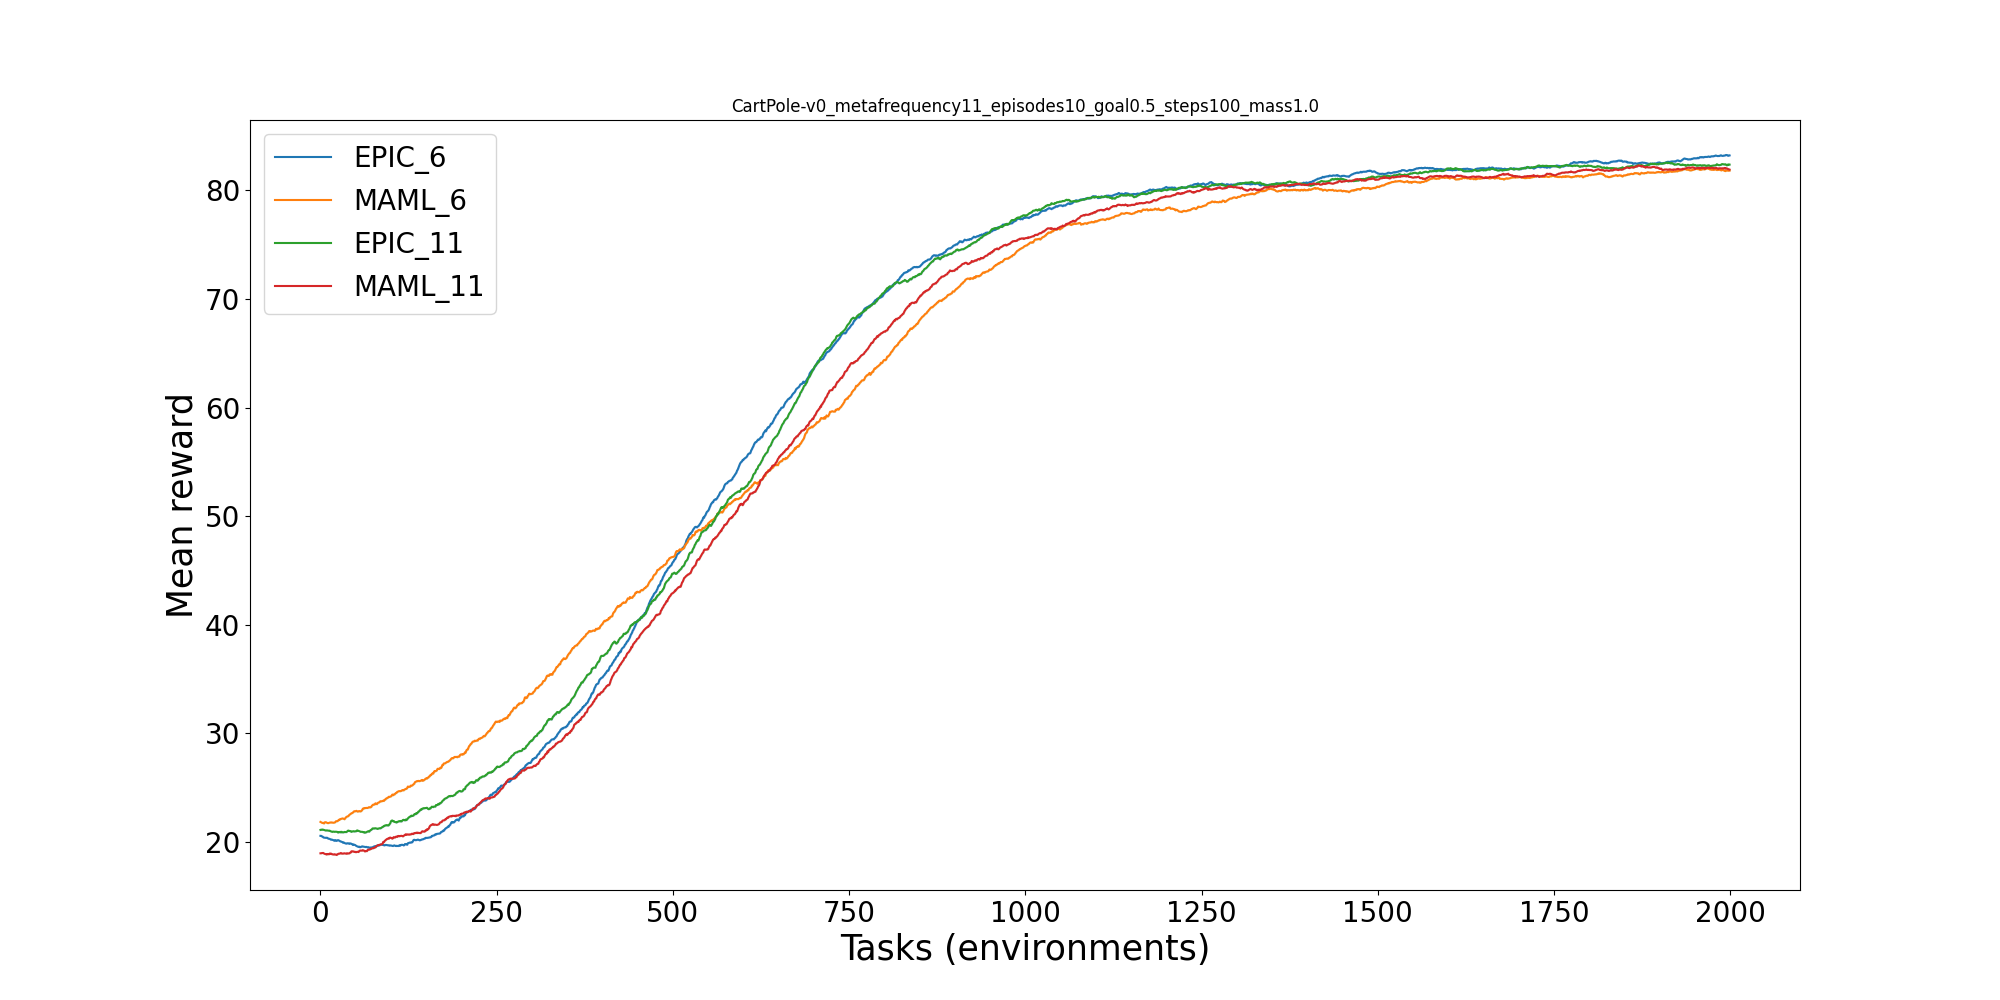 CartPole-v0_metafrequency11_episodes10_goal0.5_steps100_mass1.0
EPIC_6
MAML_6
EPIC_11
MAML_11
Mean reward
80
70
60
50
40
30
20
0 250 500 750 1000 1250 1500 1750 2000
Tasks (environments)